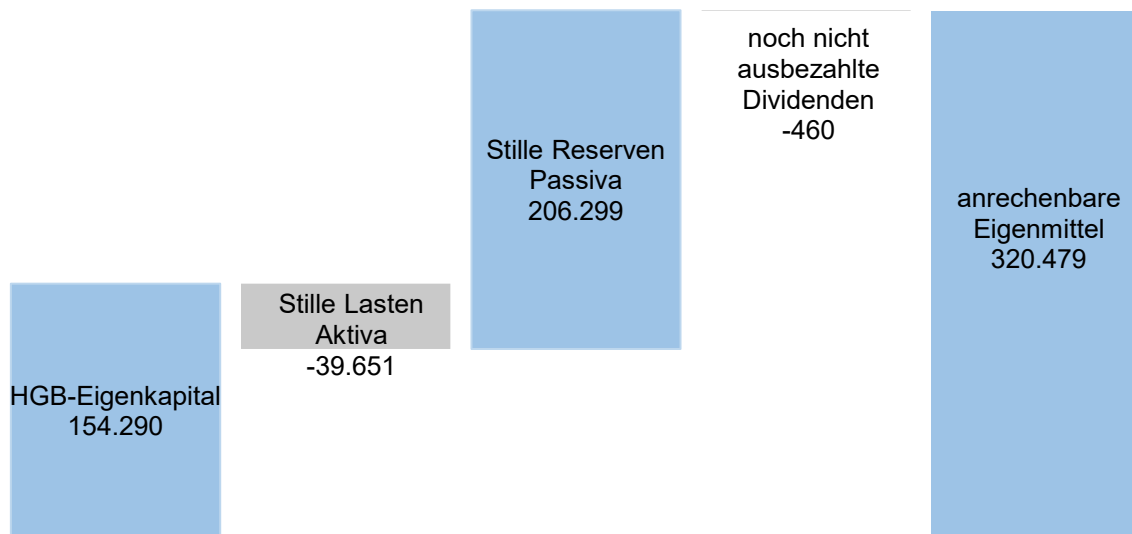 HGB-Eigenkapital
154.290
Stille Lasten
Aktiva
-39.651
Stille Reserven
Passiva
206.299
noch nicht
ausbezahlte
Dividenden
-460
anrechenbare
Eigenmittel
320.479